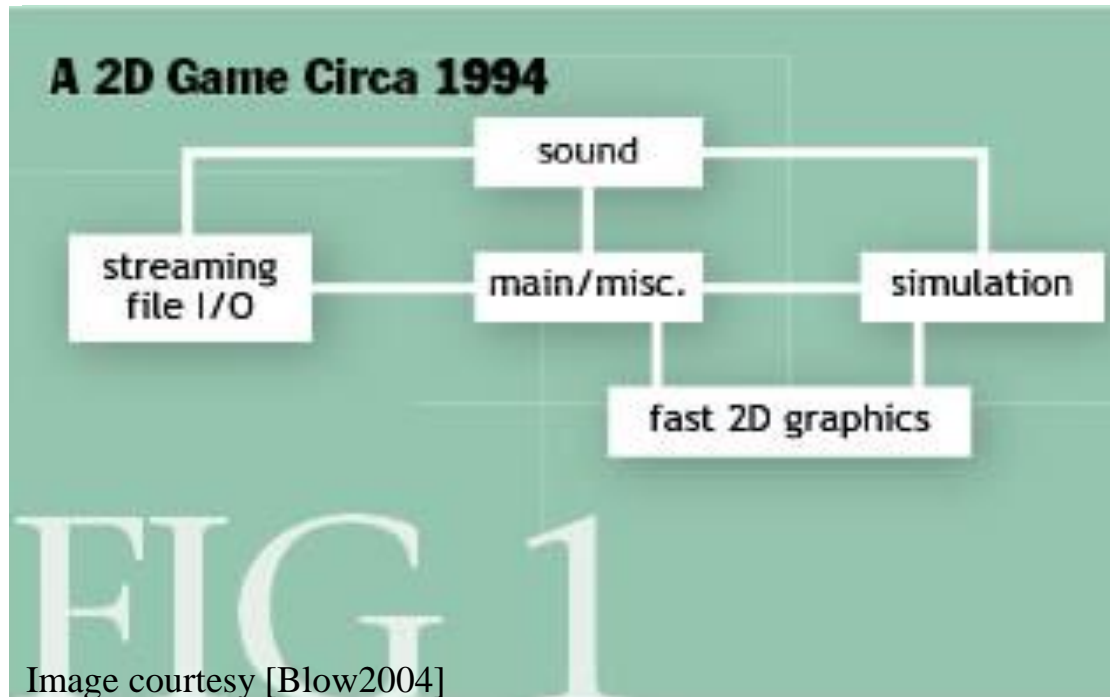 A 2D Game Circa 1994
sound
streaming
file I/O
main/misc.
simulation
fast 2D graphics
FIG 1
Image courtesy [Blow2004]